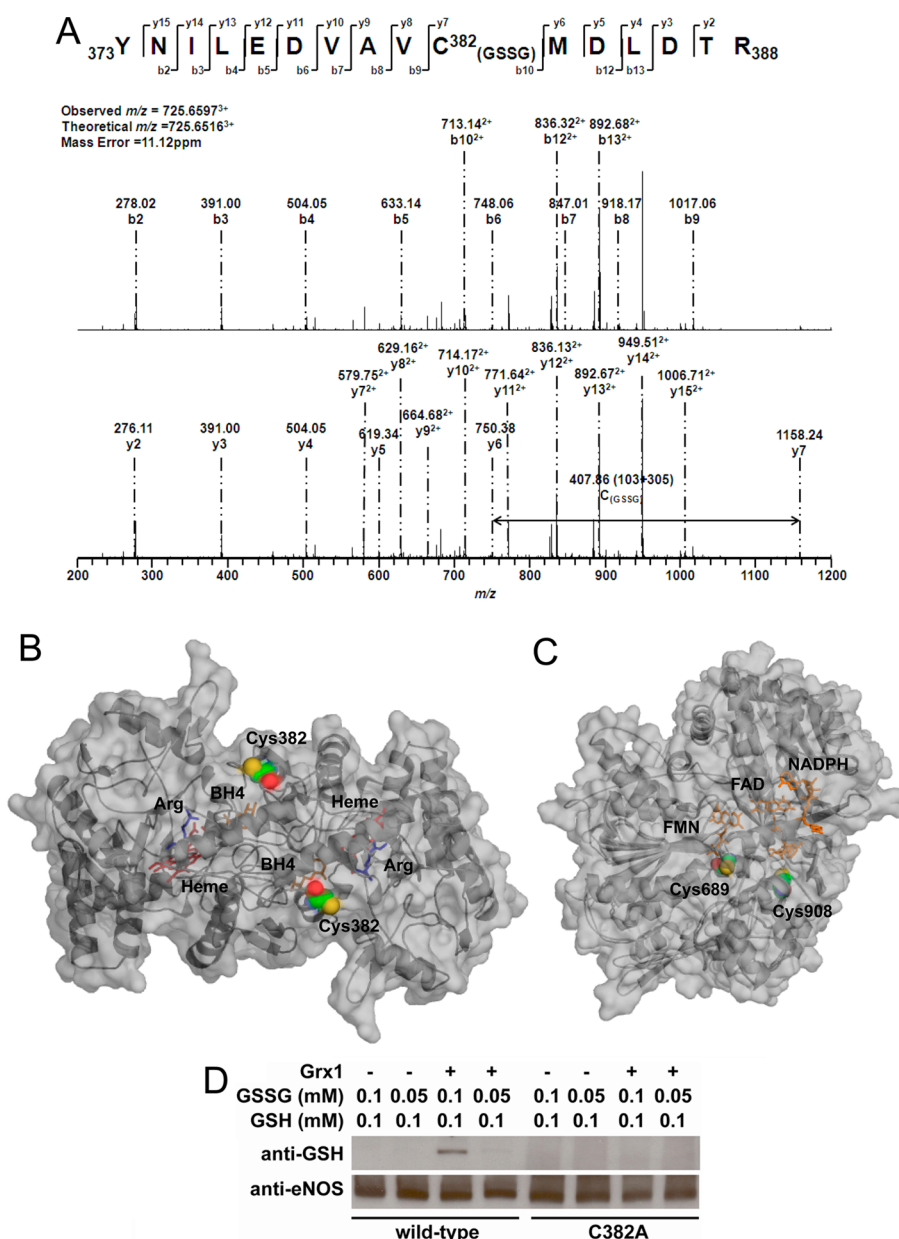 A
y15 y14 y13 y12 y11 y10 y9 y8 y7 y6 y5 y4 y2
373Y N I L E D V A V C382(GSSG)M D L D T R388
b2 b3 b4 b5 b6 b7 b8 b9 b10 b12 b13
Observed m/z = 725.65973+
Theoretical m/z =725.65163+
Mass Error =11.12ppm
713.142+ 836.322+ 892.682+
b102+ b122+ b132+
278.02 391.00 504.05 633.14 748.06 847.01 918.17 1017.06
b2 b3 b4 b5 b6 b7 b8 b9
629.162+ 714.172+ 836.132+ 949.512+
y82+ y102+ y122+ y142+
579.752+ 771.642+ 892.672+ 1006.712+
y72+ y112+ y132+ y152+
664.682+
y92+
276.11 391.00 504.05 619.34 750.38 1158.24
y2 y3 y4 y5 y6 y7
407.86 (103+305)
C(GSSG)
200 300 400 500 600 700 800 900 1000 1100 1200
m/z
B
Cys382
BH4
Arg
Heme
Heme
BH4
Arg
Cys382
C
NADPH
FAD
FMN
Cys689
Cys908
D
Grx1 - - + + - - + +
GSSG (mM) 0.1 0.05 0.1 0.05 0.1 0.05 0.1 0.05
GSH (mM) 0.1 0.1 0.1 0.1 0.1 0.1 0.1 0.1
anti-GSH
anti-eNOS
wild-type C382A